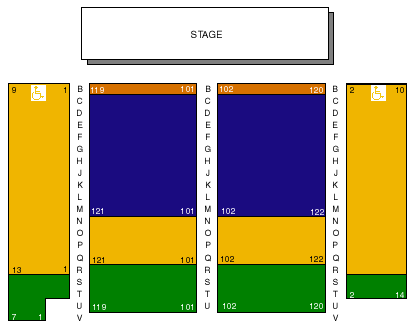 STAGE
9 1 B 119 101 B 102 120 B 2 10
C C C
D D D
E E E
F F F
G G G
H H H
J J J
K K K
L L L
M 121 101 M 102 122 M
N N N
O O O
P P P
Q 121 101 Q 102 122 Q
13 1 R R R
S S S
T T T 2 14
U 119 101 U 102 120 U
7 1 V V